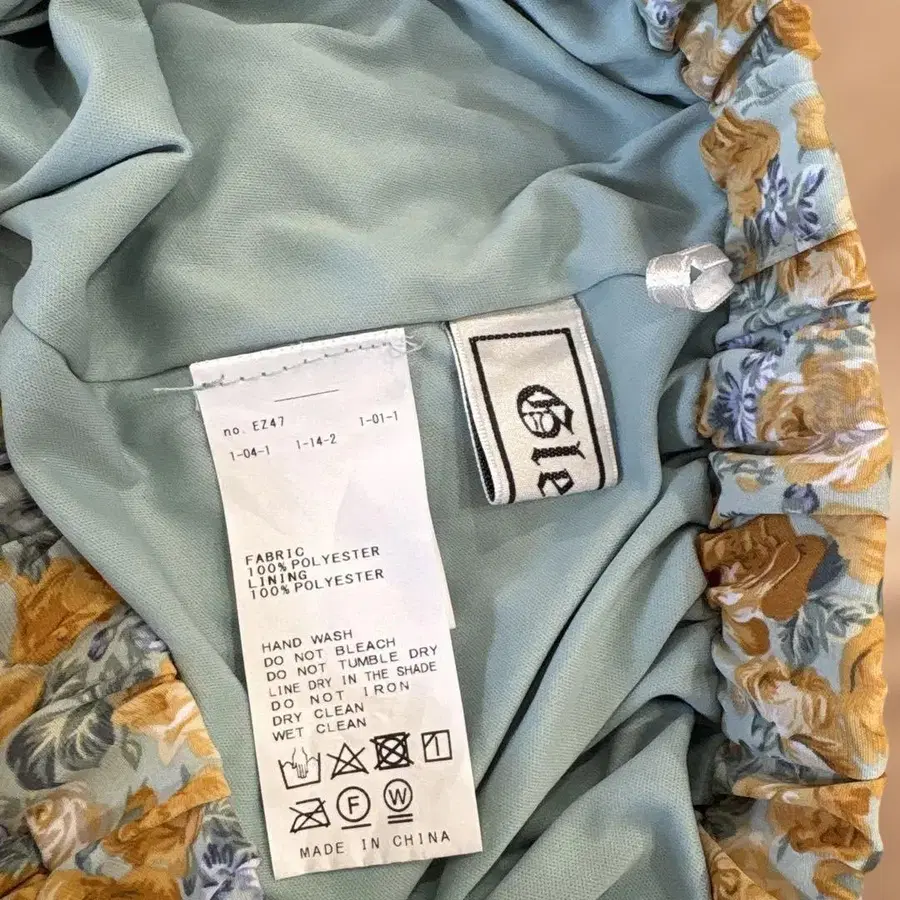 no. EZ47
1-04-1 1-14-2 1-01-1
FABRIC
100% POLYESTER
LINING
100% POLYESTER
HAND WASH
DO NOT BLEACH
DO NOT TUMBLE DRY
LINE DRY IN THE SHADE
DO NOT IRON
DRY CLEAN
WET CLEAN
F W
MADE IN CHINA
Gle